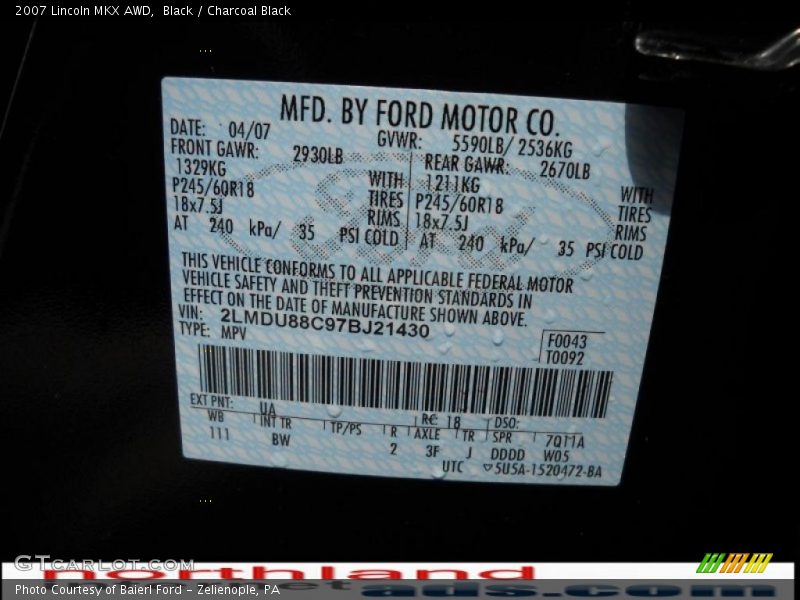 2007 Lincoln MKX AWD, Black / Charcoal Black
MFD. BY FORD MOTOR CO.
DATE: 04/07 GVWR: 5590LB/ 2536KG
FRONT GAWR: 2930LB REAR GAWR: 2670LB
1329KG WITH 1211KG WITH
P245/60R18 TIRES P245/60R18 TIRES
18x7.5J RIMS 18x7.5J RIMS
AT 240 kPa/ 35 PSI COLD AT 240 kPa/ 35 PSI COLD
THIS VEHICLE CONFORMS TO ALL APPLICABLE FEDERAL MOTOR
VEHICLE SAFETY AND THEFT PREVENTION STANDARDS IN
EFFECT ON THE DATE OF MANUFACTURE SHOWN ABOVE.
VIN: 2LMDU88C97BJ21430
TYPE: MPV
F0043
T0092
EXT PNT: UA RC: 18 DSO:
WB INT TR TP/PS R AXLE TR SPR 7Q11A
111 BW 2 3F J DDDD W05
UTC 5U5A-1520472-BA
GTCarLot.com
northland
Photo Courtesy of Baierl Ford - Zelienople, PA
ads.com